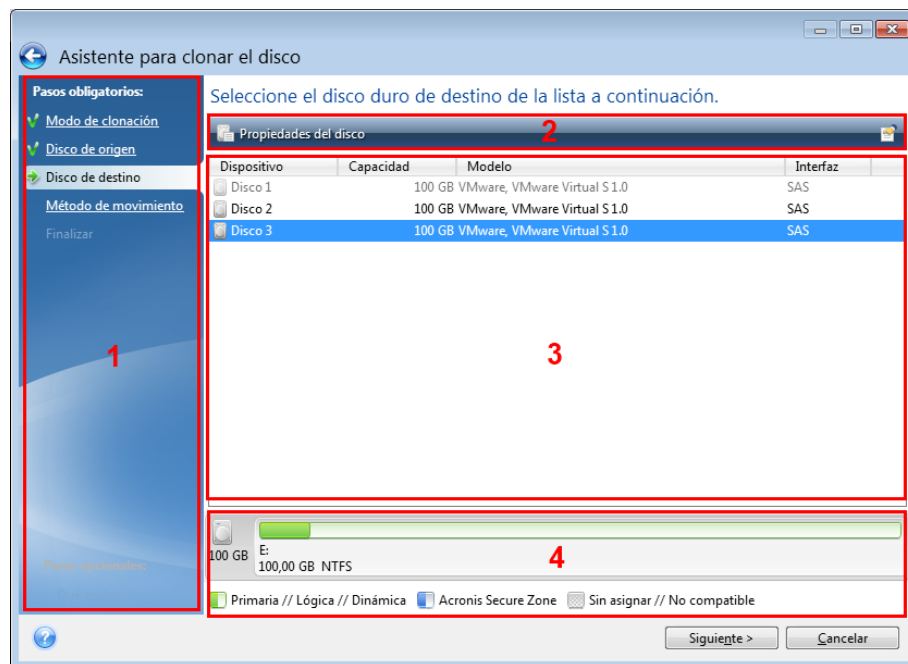 Asistente para clonar el disco
Pasos obligatorios:
Modo de clonación
Disco de origen
Disco de destino
Método de movimiento
Finalizar
1
Pasos opcionales:
Seleccione el disco duro de destino de la lista a continuación.
Propiedades del disco
2
Dispositivo Capacidad Modelo Interfaz
Disco 1 100 GB VMware, VMware Virtual S 1.0 SAS
Disco 2 100 GB VMware, VMware Virtual S 1.0 SAS
Disco 3 100 GB VMware, VMware Virtual S 1.0 SAS
3
100 GB
E:
100,00 GB NTFS
4
Primaria // Lógica // Dinámica Acronis Secure Zone Sin asignar // No compatible
Siguiente > Cancelar